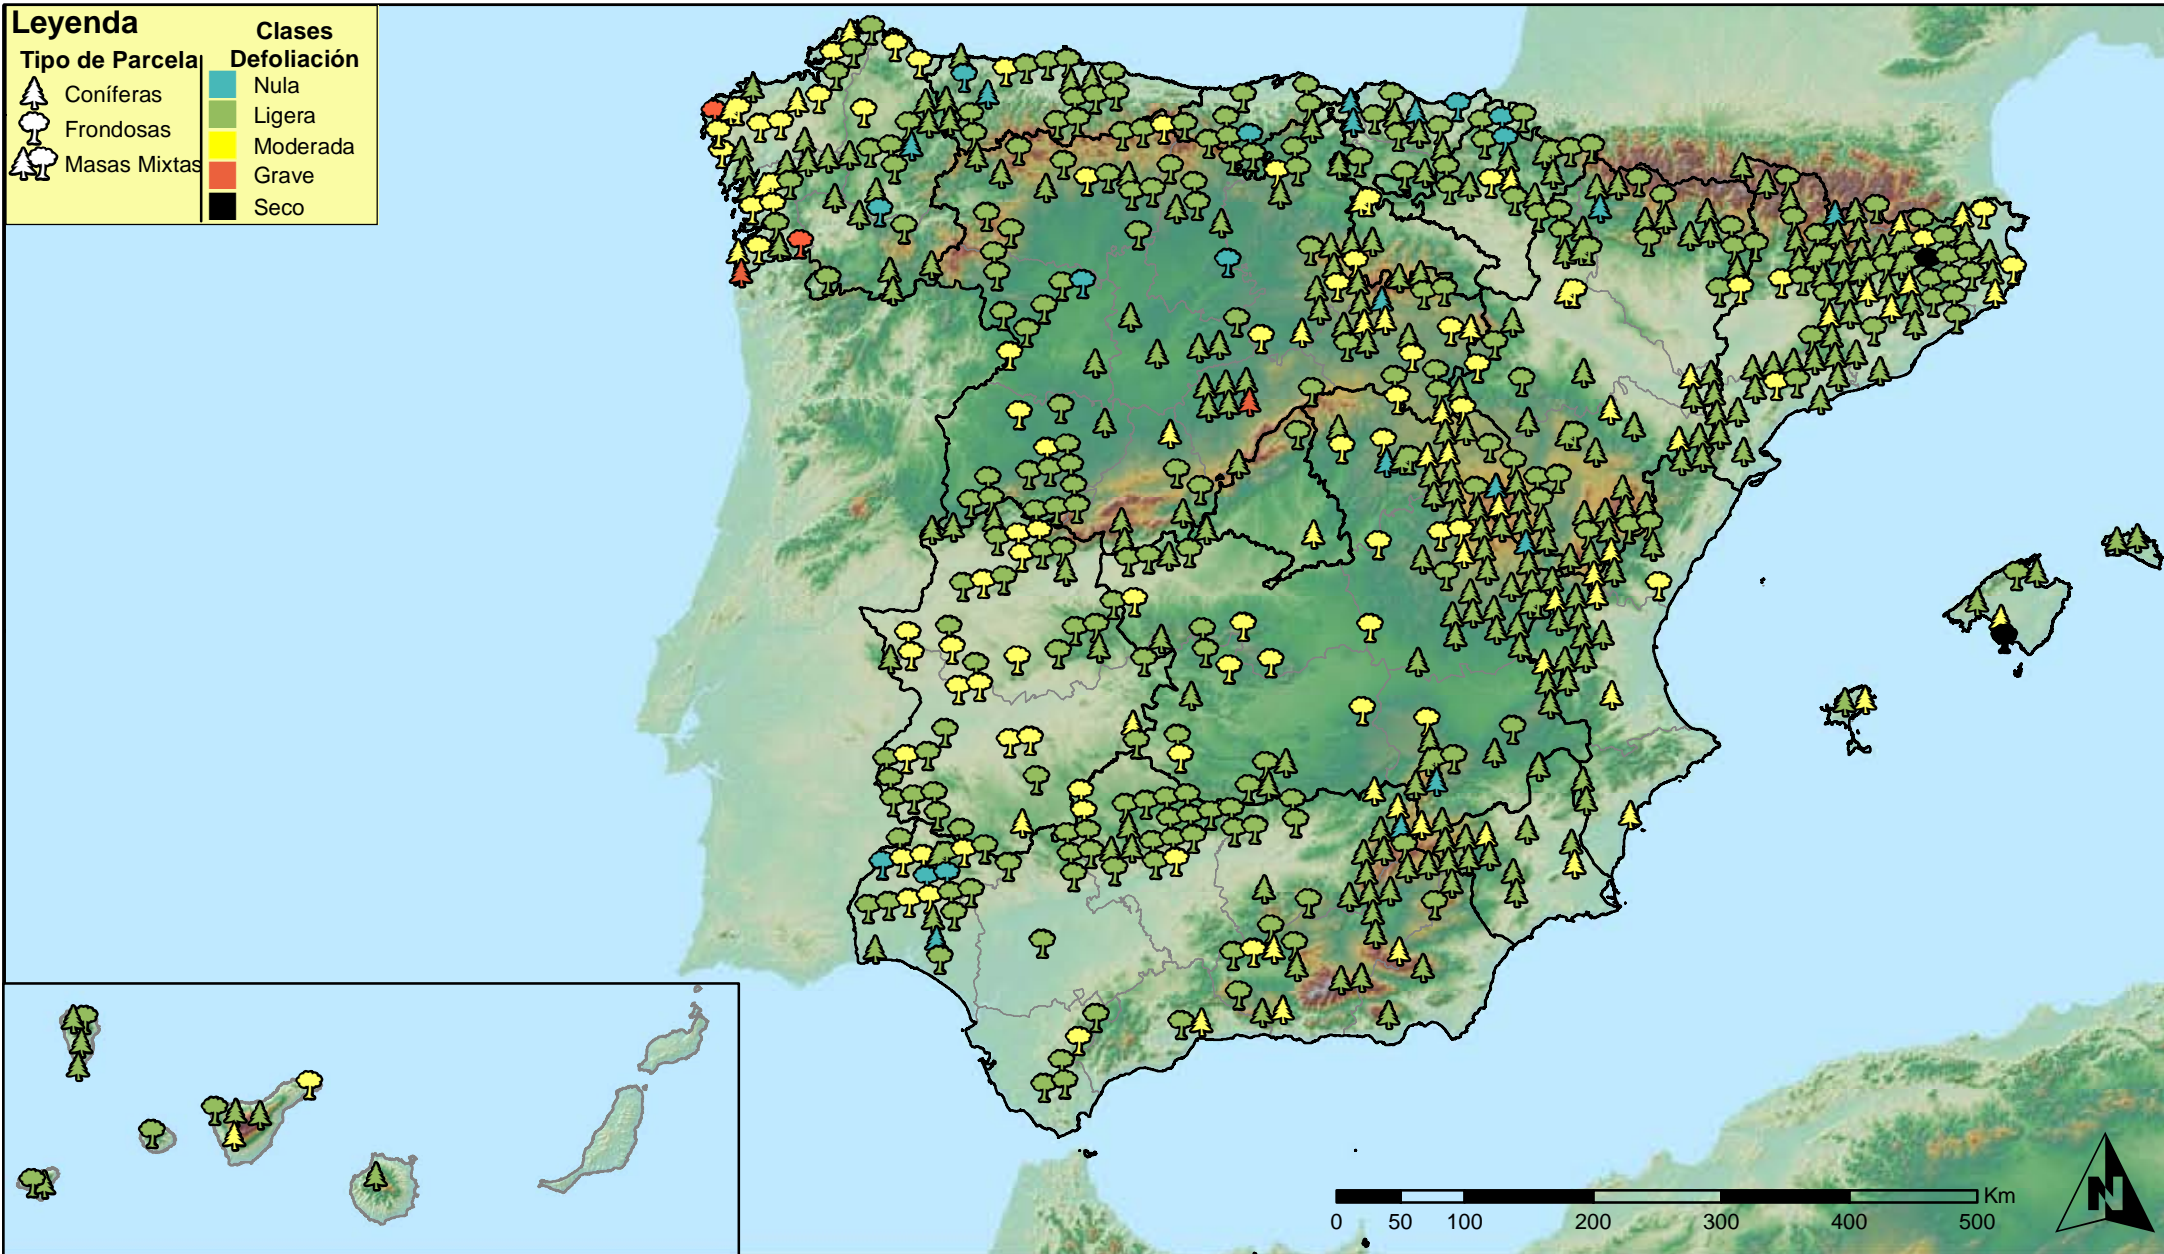 Leyenda
Tipo de Parcela
Coníferas
Frondosas
Masas Mixtas
Clases
Defoliación
Nula
Ligera
Moderada
Grave
Seco
N
Km
0 50 100 200 300 400 500